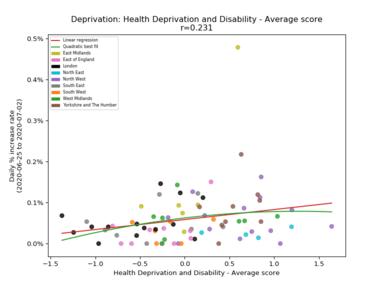 Deprivation: Health Deprivation and Disability - Average score
r=0.231
Daily % increase rate
(2020-06-25 to 2020-07-02)
0.5%
0.4%
0.3%
0.2%
0.1%
0.0%
Linear regression
Quadratic best fit
East Midlands
East of England
London
North East
North West
South East
South West
West Midlands
Yorkshire and The Humber
−1.5
−1.0
−0.5
0.0
0.5
1.0
1.5
Health Deprivation and Disability - Average score